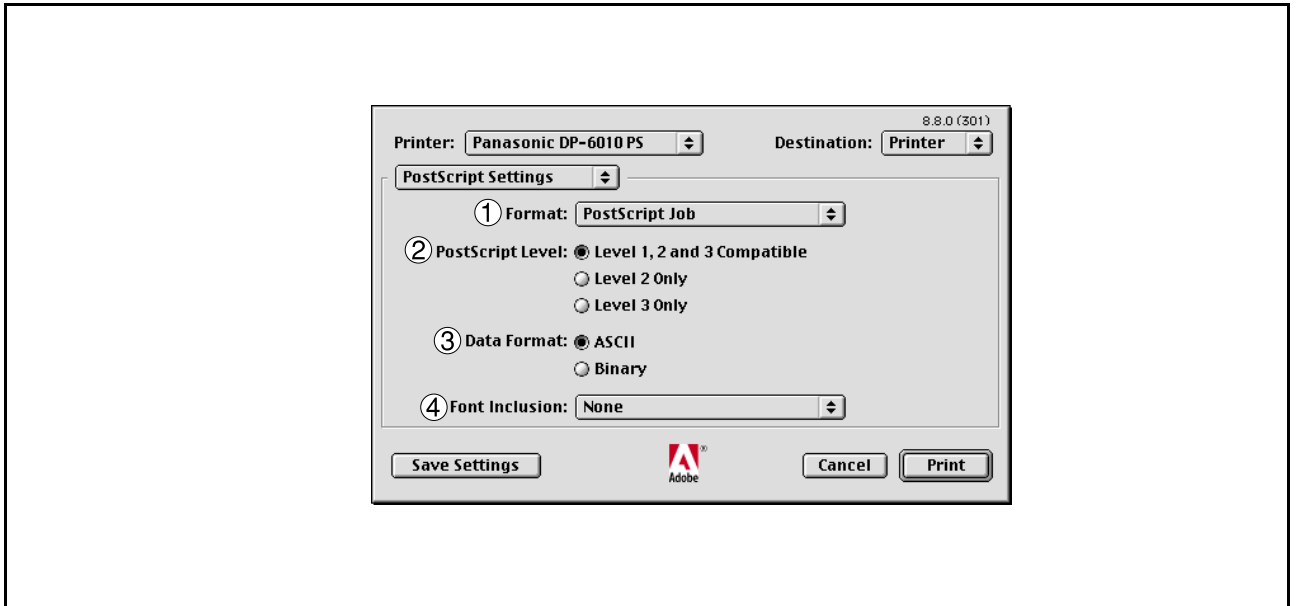 8.8.0 (301)
Printer: Panasonic DP-6010 PS Destination: Printer
PostScript Settings
① Format: PostScript Job
② PostScript Level: Level 1, 2 and 3 Compatible
Level 2 Only
Level 3 Only
③ Data Format: ASCII
Binary
④ Font Inclusion: None
Save Settings Adobe ® Cancel Print